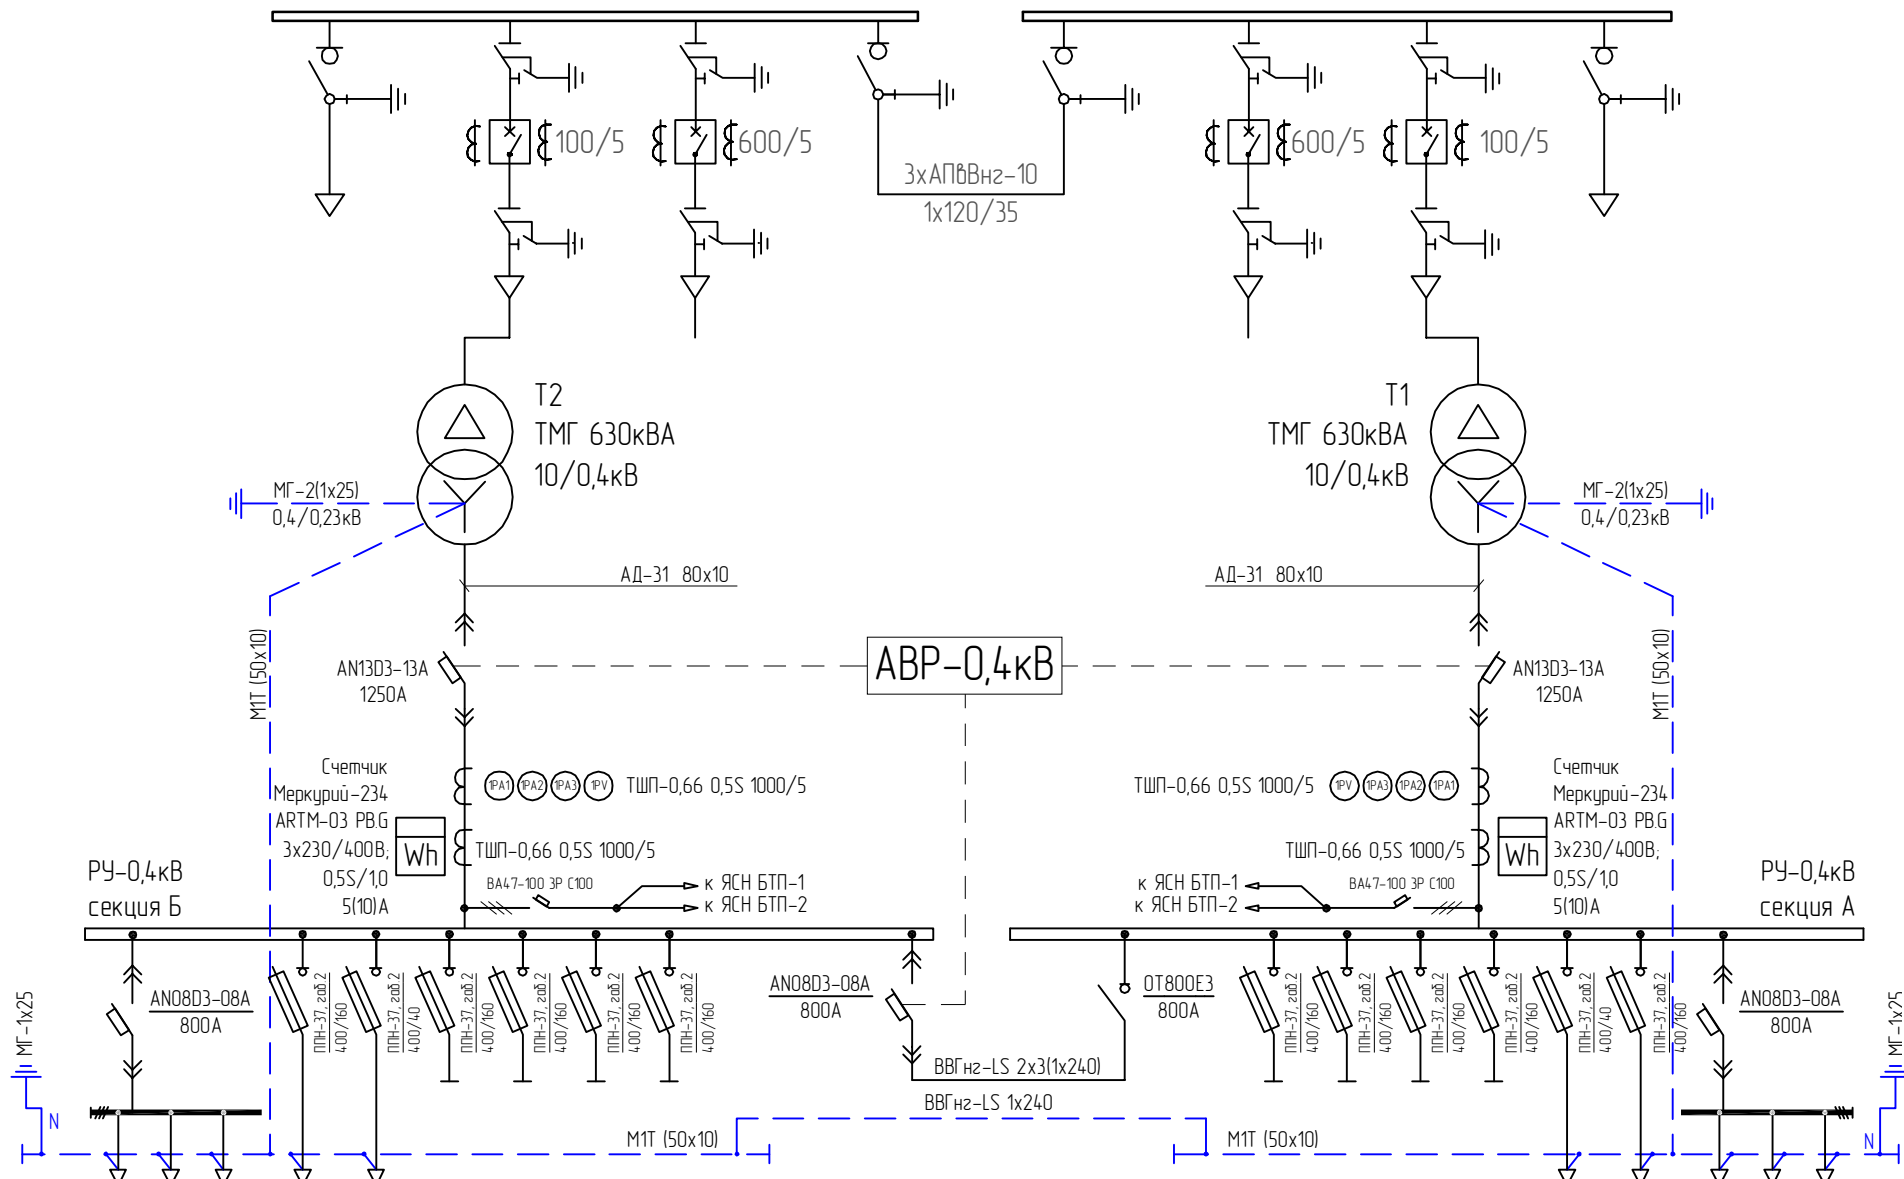 100/5
600/5
3хАПвВнг-10
1х120/35
600/5
100/5
Т2
ТМГ 630кВА
10/0,4кВ
Т1
ТМГ 630кВА
10/0,4кВ
МГ-2(1х25)
0,4/0,23кВ
МГ-2(1х25)
0,4/0,23кВ
АД-31 80х10
АД-31 80х10
М1Т (50х10)
AN13D3-13A
1250А
АВР-0,4кВ
AN13D3-13A
1250А
М1Т (50х10)
Счетчик
Меркурий-234
ARTM-03 PB.G
3х230/400В;
0,5S/1,0
5(10)А
Wh
1PA1
1PA2
1PA3
1PV
ТШП-0,66 0,5S 1000/5
ТШП-0,66 0,5S 1000/5
ТШП-0,66 0,5S 1000/5
1PV
1PA3
1PA2
1PA1
ТШП-0,66 0,5S 1000/5
Wh
Счетчик
Меркурий-234
ARTM-03 PB.G
3х230/400В;
0,5S/1,0
5(10)А
РУ-0,4кВ
секция Б
ВА47-100 3Р С100
к ЯСН БТП-1
к ЯСН БТП-2
к ЯСН БТП-1
к ЯСН БТП-2
ВА47-100 3Р С100
РУ-0,4кВ
секция А
МГ-1х25
AN08D3-08A
800А
ППН-37, габ.2
400/160
ППН-37, габ.2
400/40
ППН-37, габ.2
400/160
ППН-37, габ.2
400/160
ППН-37, габ.2
400/160
ППН-37, габ.2
400/160
AN08D3-08A
800А
OT800E3
800А
ППН-37, габ.2
400/160
ППН-37, габ.2
400/160
ППН-37, габ.2
400/160
ППН-37, габ.2
400/160
ППН-37, габ.2
400/40
ППН-37, габ.2
400/160
AN08D3-08A
800А
МГ-1х25
ВВГнг-LS 2х3(1х240)
ВВГнг-LS 1х240
N
М1Т (50х10)
М1Т (50х10)
N